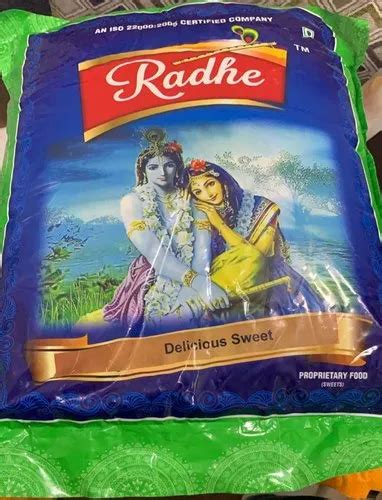 AN ISO 22000:2005 CERTIFIED COMPANY
TM
Radhe
Delicious Sweet
PROPRIETARY FOOD
(SWEETS)